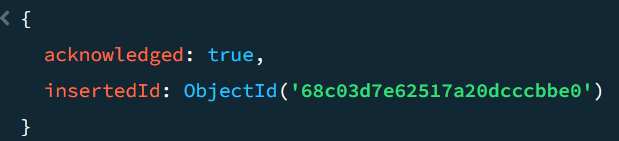 {
acknowledged: true,
insertedId: ObjectId('68c03d7e62517a20dcccbbe0')
}